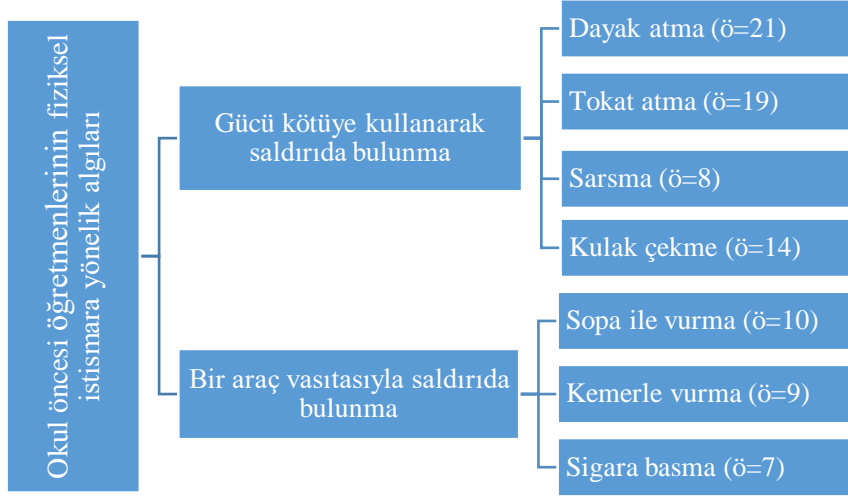 Okul öncesi öğretmenlerinin fiziksel
istismara yönelik algıları
Gücü kötüye kullanarak
saldırıda bulunma
Dayak atma (ö=21)
Tokat atma (ö=19)
Sarsma (ö=8)
Kulak çekme (ö=14)
Bir araç vasıtasıyla saldırıda
bulunma
Sopa ile vurma (ö=10)
Kemerle vurma (ö=9)
Sigara basma (ö=7)